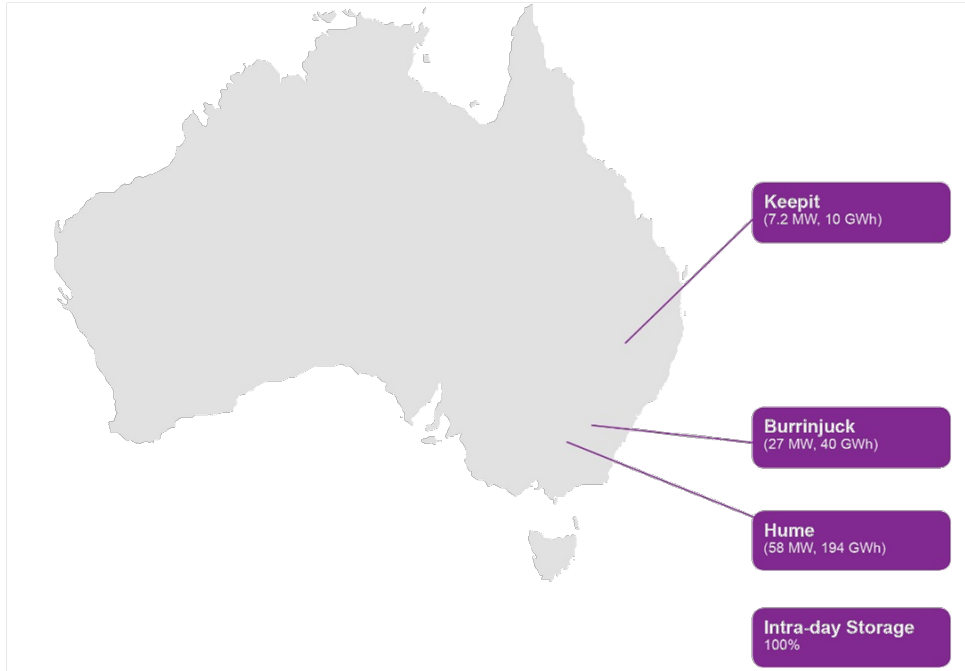 Keepit
(7.2 MW, 10 GWh)
Burrinjuck
(27 MW, 40 GWh)
Hume
(58 MW, 194 GWh)
Intra-day Storage
100%